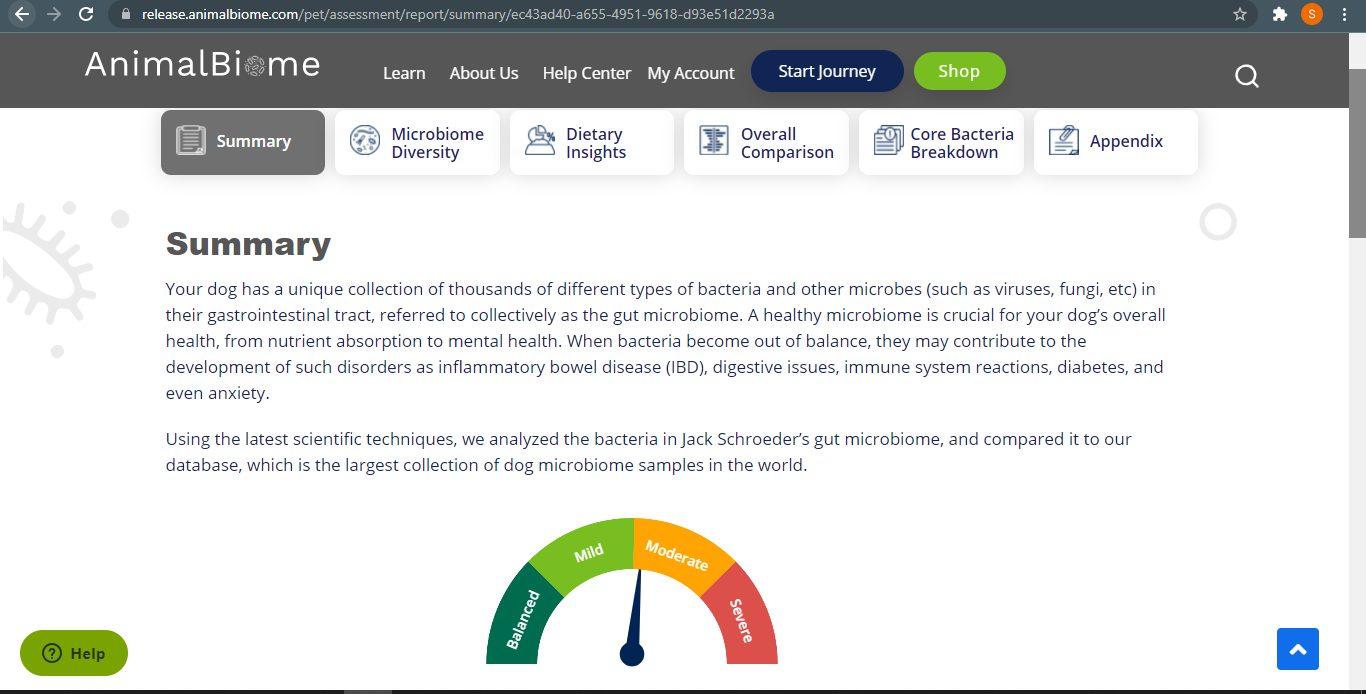 release.animalbiome.com/pet/assessment/report/summary/ec43ad40-a655-4951-9618-d93e51d2293a
S
AnimalBiome
Learn About Us Help Center My Account Start Journey Shop
Summary
Microbiome
Diversity
Dietary
Insights
Overall
Comparison
Core Bacteria
Breakdown
Appendix
Summary
Your dog has a unique collection of thousands of different types of bacteria and other microbes (such as viruses, fungi, etc) in
their gastrointestinal tract, referred to collectively as the gut microbiome. A healthy microbiome is crucial for your dog’s overall
health, from nutrient absorption to mental health. When bacteria become out of balance, they may contribute to the
development of such disorders as inflammatory bowel disease (IBD), digestive issues, immune system reactions, diabetes, and
even anxiety.
Using the latest scientific techniques, we analyzed the bacteria in Jack Schroeder’s gut microbiome, and compared it to our
database, which is the largest collection of dog microbiome samples in the world.
Balanced
Mild
Moderate
Severe
? Help